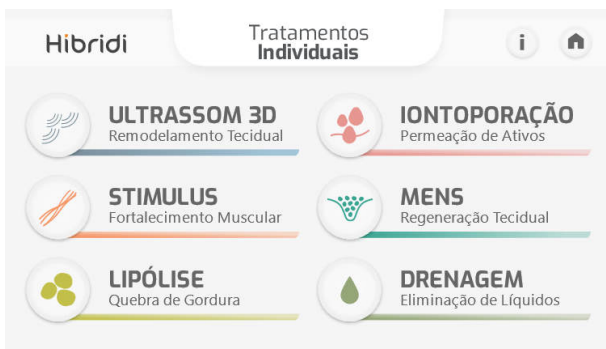 Hibridi
Tratamentos
Individuais
i
ULTRASSOM 3D
Remodelamento Tecidual
IONTOPORAÇÃO
Permeação de Ativos
STIMULUS
Fortalecimento Muscular
MENS
Regeneração Tecidual
LIPÓLISE
Quebra de Gordura
DRENAGEM
Eliminação de Líquidos